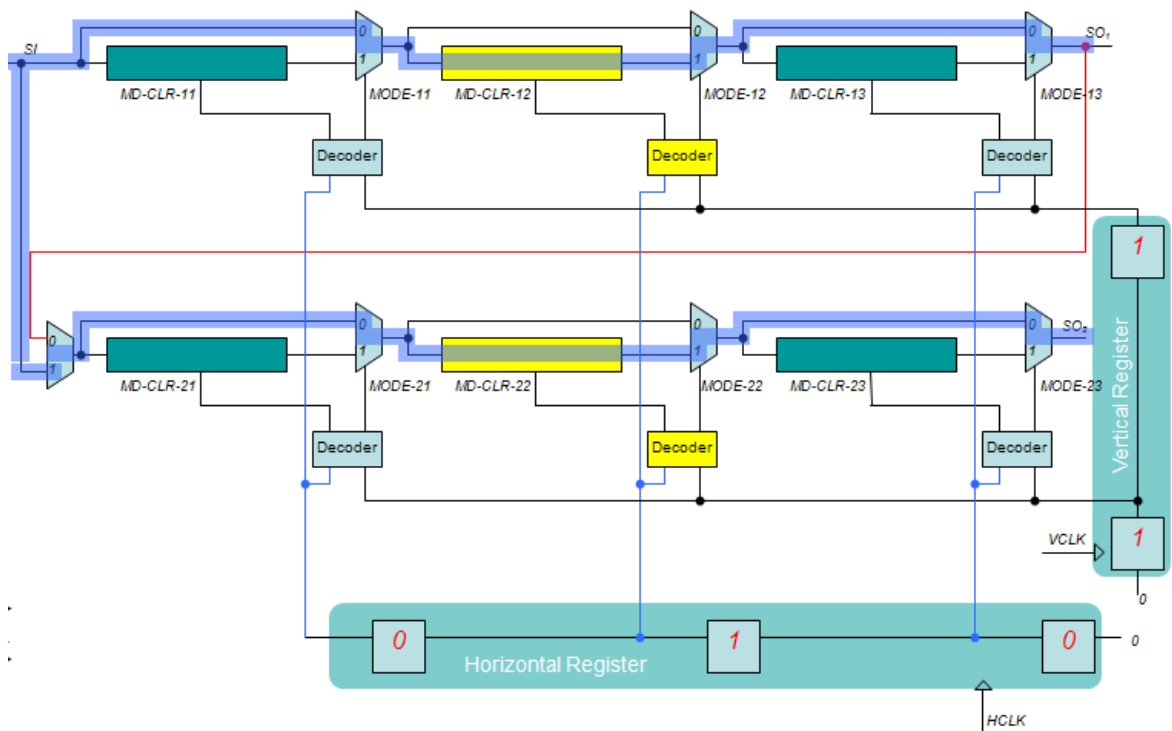 SI
0
1
MD-CLR-11
MODE-11
0
1
MD-CLR-12
MODE-12
0
1
MD-CLR-13
MODE-13
SO₁
Decoder
Decoder
Decoder
1
0
1
0
1
MD-CLR-21
MODE-21
0
1
MD-CLR-22
MODE-22
0
1
MD-CLR-23
MODE-23
SO₂
Decoder
Decoder
Decoder
Vertical Register
VCLK
1
0
0
1
0
0
Horizontal Register
HCLK